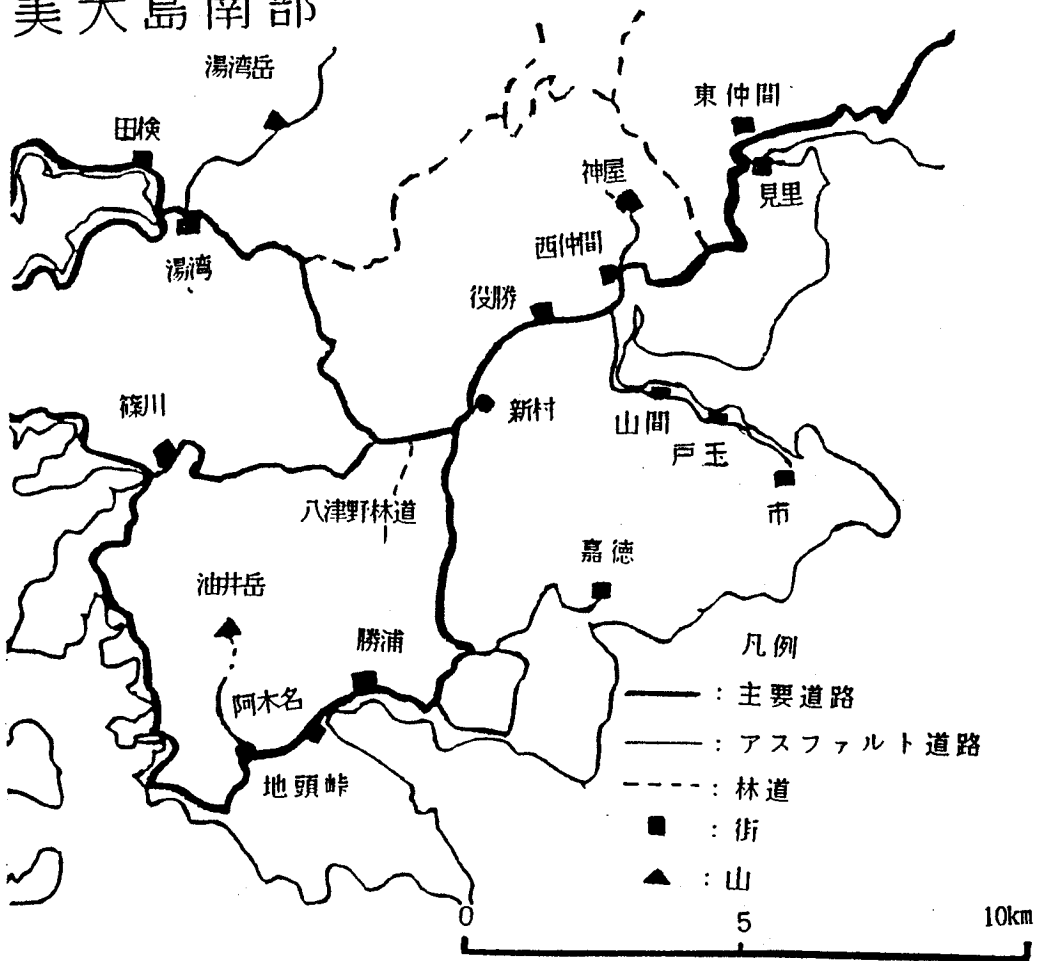 美大島南部
湯湾岳
田検
東仲間
神屋
見里
西仲間
湯湾
役勝
篠川
新村
山間
戸玉
八津野林道
市
嘉徳
油井岳
勝浦
阿木名
地頭峠
凡例
: 主要道路
: アスファルト道路
: 林道
: 街
: 山
0 5 10km